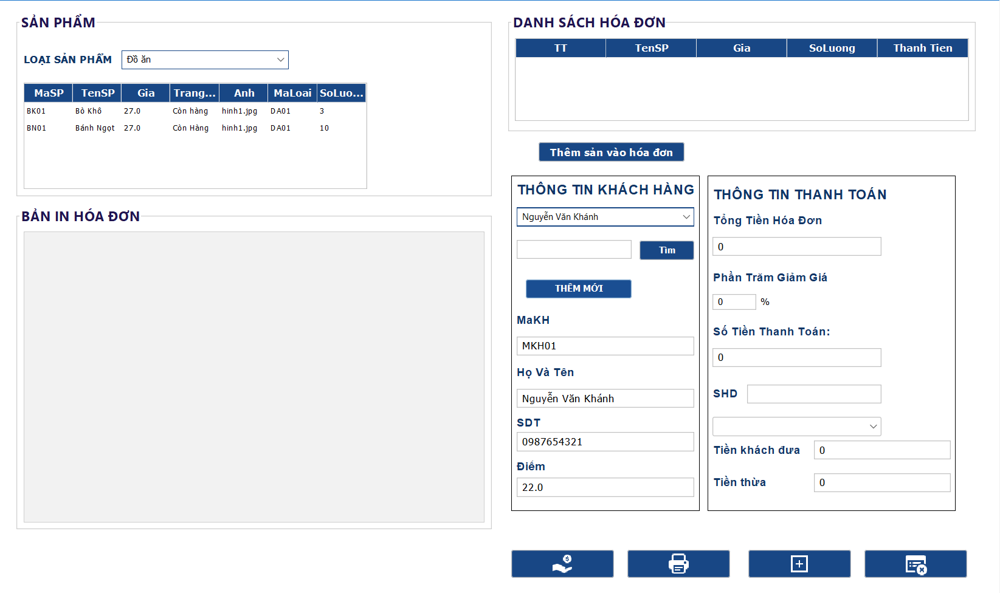 SẢN PHẨM
LOẠI SẢN PHẨM Đồ ăn
MaSP TenSP Gia Trang... Anh MaLoai SoLuo...
BK01 Bò Khô 27.0 Còn hàng hinh1.jpg DA01 3
BN01 Bánh Ngọt 27.0 Còn Hàng hinh1.jpg DA01 10
BẢN IN HÓA ĐƠN
DANH SÁCH HÓA ĐƠN
TT TenSP Gia SoLuong Thanh Tien
Thêm sản vào hóa đơn
THÔNG TIN KHÁCH HÀNG
Nguyễn Văn Khánh
Tìm
THÊM MỚI
MaKH
MKH01
Họ Và Tên
Nguyễn Văn Khánh
SDT
0987654321
Điểm
22.0
THÔNG TIN THANH TOÁN
Tổng Tiền Hóa Đơn
0
Phần Trăm Giảm Giá
0 %
Số Tiền Thanh Toán:
0
SHD
Tiền khách đưa 0
Tiền thừa 0